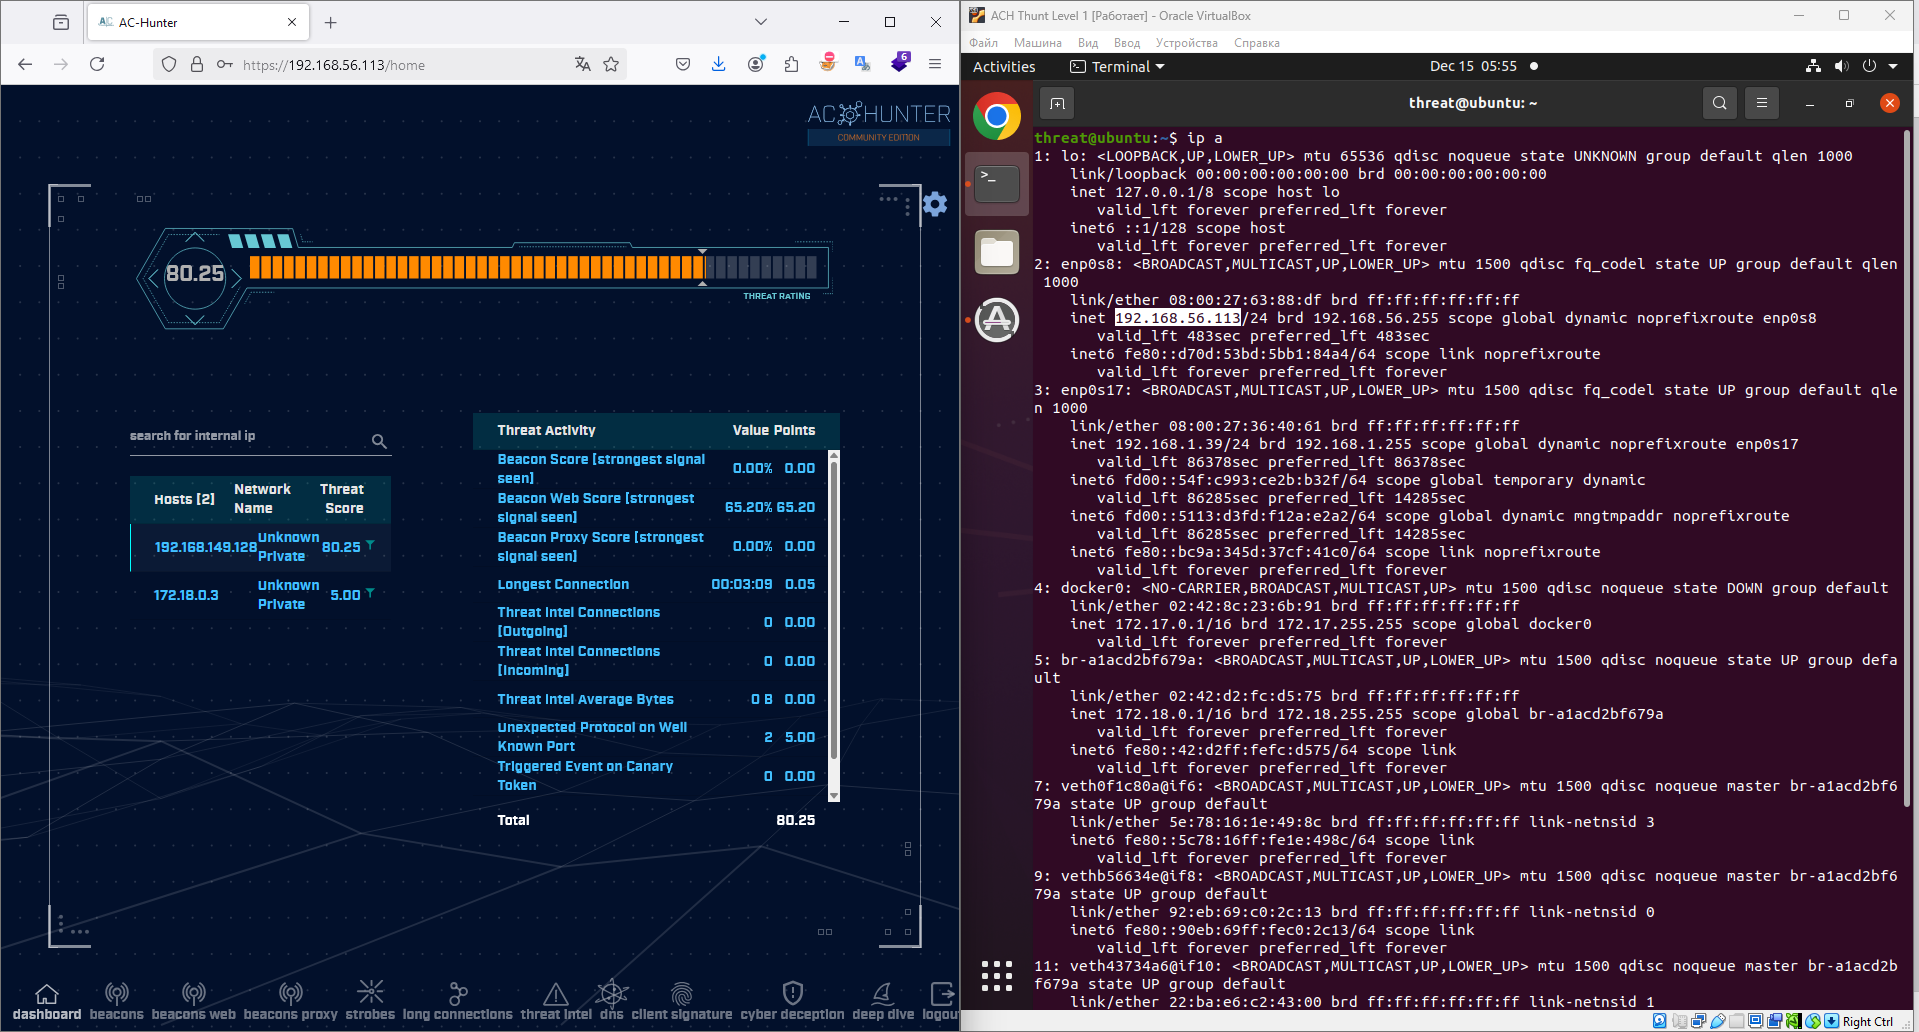 AC-Hunter
https://192.168.56.113/home
6
AC HUNTER
COMMUNITY EDITION
80.25
THREAT RATING
search for internal ip
Hosts [2] Network Name Threat Score
192.168.149.128 Unknown Private 80.25
172.18.0.3 Unknown Private 5.00
Threat Activity Value Points
Beacon Score [strongest signal seen] 0.00% 0.00
Beacon Web Score [strongest signal seen] 65.20% 65.20
Beacon Proxy Score [strongest signal seen] 0.00% 0.00
Longest Connection 00:03:09 0.05
Threat Intel Connections [Outgoing] 0 0.00
Threat Intel Connections [Incoming] 0 0.00
Threat Intel Average Bytes 0 B 0.00
Unexpected Protocol on Well Known Port 2 5.00
Triggered Event on Canary Token 0 0.00
Total 80.25
dashboard beacons beacons web beacons proxy strobes long connections threat intel dns client signature cyber deception deep dive logou
ACH Thunt Level 1 [Работает] - Oracle VirtualBox
Файл Машина Вид Ввод Устройства Справка
Activities Terminal Dec 15 05:55
threat@ubuntu: ~
threat@ubuntu:~$ ip a
1: lo: <LOOPBACK,UP,LOWER_UP> mtu 65536 qdisc noqueue state UNKNOWN group default qlen 1000
link/loopback 00:00:00:00:00:00 brd 00:00:00:00:00:00
inet 127.0.0.1/8 scope host lo
valid_lft forever preferred_lft forever
inet6 ::1/128 scope host
valid_lft forever preferred_lft forever
2: enp0s8: <BROADCAST,MULTICAST,UP,LOWER_UP> mtu 1500 qdisc fq_codel state UP group default qlen
1000
link/ether 08:00:27:63:88:df brd ff:ff:ff:ff:ff:ff
inet 192.168.56.113/24 brd 192.168.56.255 scope global dynamic noprefixroute enp0s8
valid_lft 483sec preferred_lft 483sec
inet6 fe80::d70d:53bd:5bb1:84a4/64 scope link noprefixroute
valid_lft forever preferred_lft forever
3: enp0s17: <BROADCAST,MULTICAST,UP,LOWER_UP> mtu 1500 qdisc fq_codel state UP group default qle
n 1000
link/ether 08:00:27:36:40:61 brd ff:ff:ff:ff:ff:ff
inet 192.168.1.39/24 brd 192.168.1.255 scope global dynamic noprefixroute enp0s17
valid_lft 86378sec preferred_lft 86378sec
inet6 fd00::54f:c993:ce2b:b32f/64 scope global temporary dynamic
valid_lft 86285sec preferred_lft 14285sec
inet6 fd00::5113:d3fd:f12a:e2a2/64 scope global dynamic mngtmpaddr noprefixroute
valid_lft 86285sec preferred_lft 14285sec
inet6 fe80::bc9a:345d:37cf:41c0/64 scope link noprefixroute
valid_lft forever preferred_lft forever
4: docker0: <NO-CARRIER,BROADCAST,MULTICAST,UP> mtu 1500 qdisc noqueue state DOWN group default
link/ether 02:42:8c:23:6b:91 brd ff:ff:ff:ff:ff:ff
inet 172.17.0.1/16 brd 172.17.255.255 scope global docker0
valid_lft forever preferred_lft forever
5: br-a1acd2bf679a: <BROADCAST,MULTICAST,UP,LOWER_UP> mtu 1500 qdisc noqueue state UP group defa
ult
link/ether 02:42:d2:fc:d5:75 brd ff:ff:ff:ff:ff:ff
inet 172.18.0.1/16 brd 172.18.255.255 scope global br-a1acd2bf679a
valid_lft forever preferred_lft forever
inet6 fe80::42:d2ff:fefc:d575/64 scope link
valid_lft forever preferred_lft forever
7: veth0f1c80a@if6: <BROADCAST,MULTICAST,UP,LOWER_UP> mtu 1500 qdisc noqueue master br-a1acd2bf6
79a state UP group default
link/ether 5e:78:16:1e:49:8c brd ff:ff:ff:ff:ff:ff link-netnsid 3
inet6 fe80::5c78:16ff:fe1e:498c/64 scope link
valid_lft forever preferred_lft forever
9: vethb56634e@if8: <BROADCAST,MULTICAST,UP,LOWER_UP> mtu 1500 qdisc noqueue master br-a1acd2bf6
79a state UP group default
link/ether 92:eb:69:c0:2c:13 brd ff:ff:ff:ff:ff:ff link-netnsid 0
inet6 fe80::90eb:69ff:fec0:2c13/64 scope link
valid_lft forever preferred_lft forever
11: veth43734a6@if10: <BROADCAST,MULTICAST,UP,LOWER_UP> mtu 1500 qdisc noqueue master br-a1acd2b
f679a state UP group default
link/ether 22:ba:e6:c2:43:00 brd ff:ff:ff:ff:ff:ff link-netnsid 1
Right Ctrl